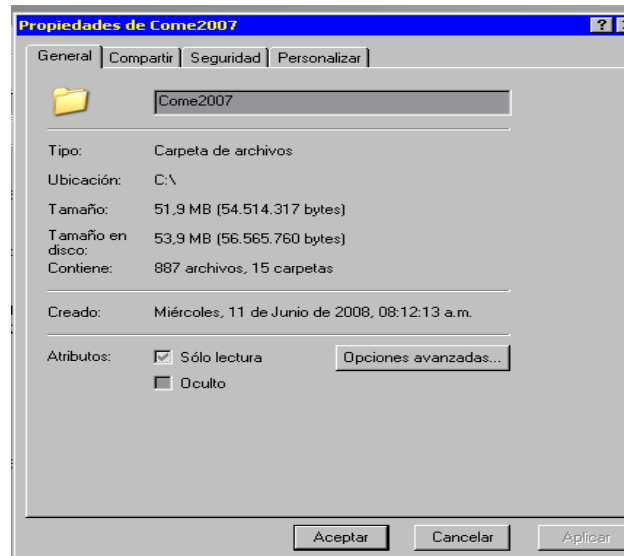 Propiedades de Come2007
General Compartir Seguridad Personalizar
Come2007
Tipo: Carpeta de archivos
Ubicación: C:\
Tamaño: 51,9 MB (54.514.317 bytes)
Tamaño en disco: 53,9 MB (56.565.760 bytes)
Contiene: 887 archivos, 15 carpetas
Creado: Miércoles, 11 de Junio de 2008, 08:12:13 a.m.
Atributos: Sólo lectura Opciones avanzadas...
Oculto
Aceptar Cancelar Aplicar